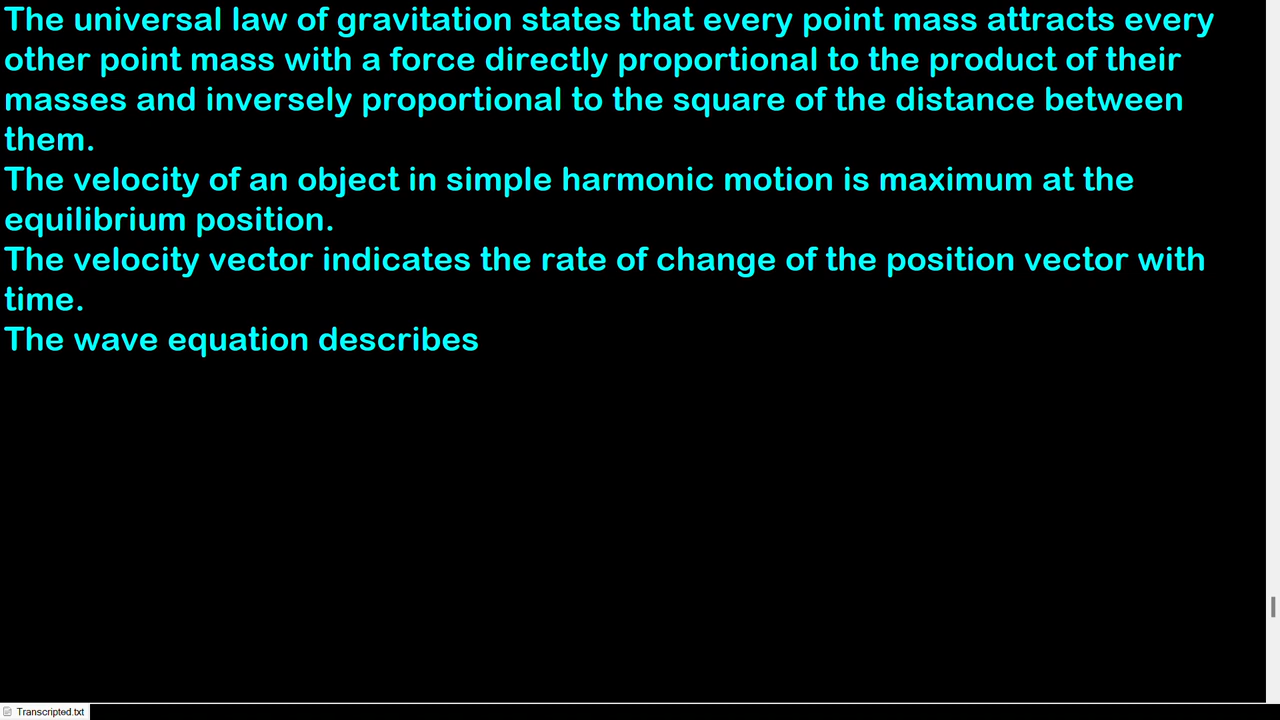 The universal law of gravitation states that every point mass attracts every
other point mass with a force directly proportional to the product of their
masses and inversely proportional to the square of the distance between
them.
The velocity of an object in simple harmonic motion is maximum at the
equilibrium position.
The velocity vector indicates the rate of change of the position vector with
time.
The wave equation describes
Transcripted.txt